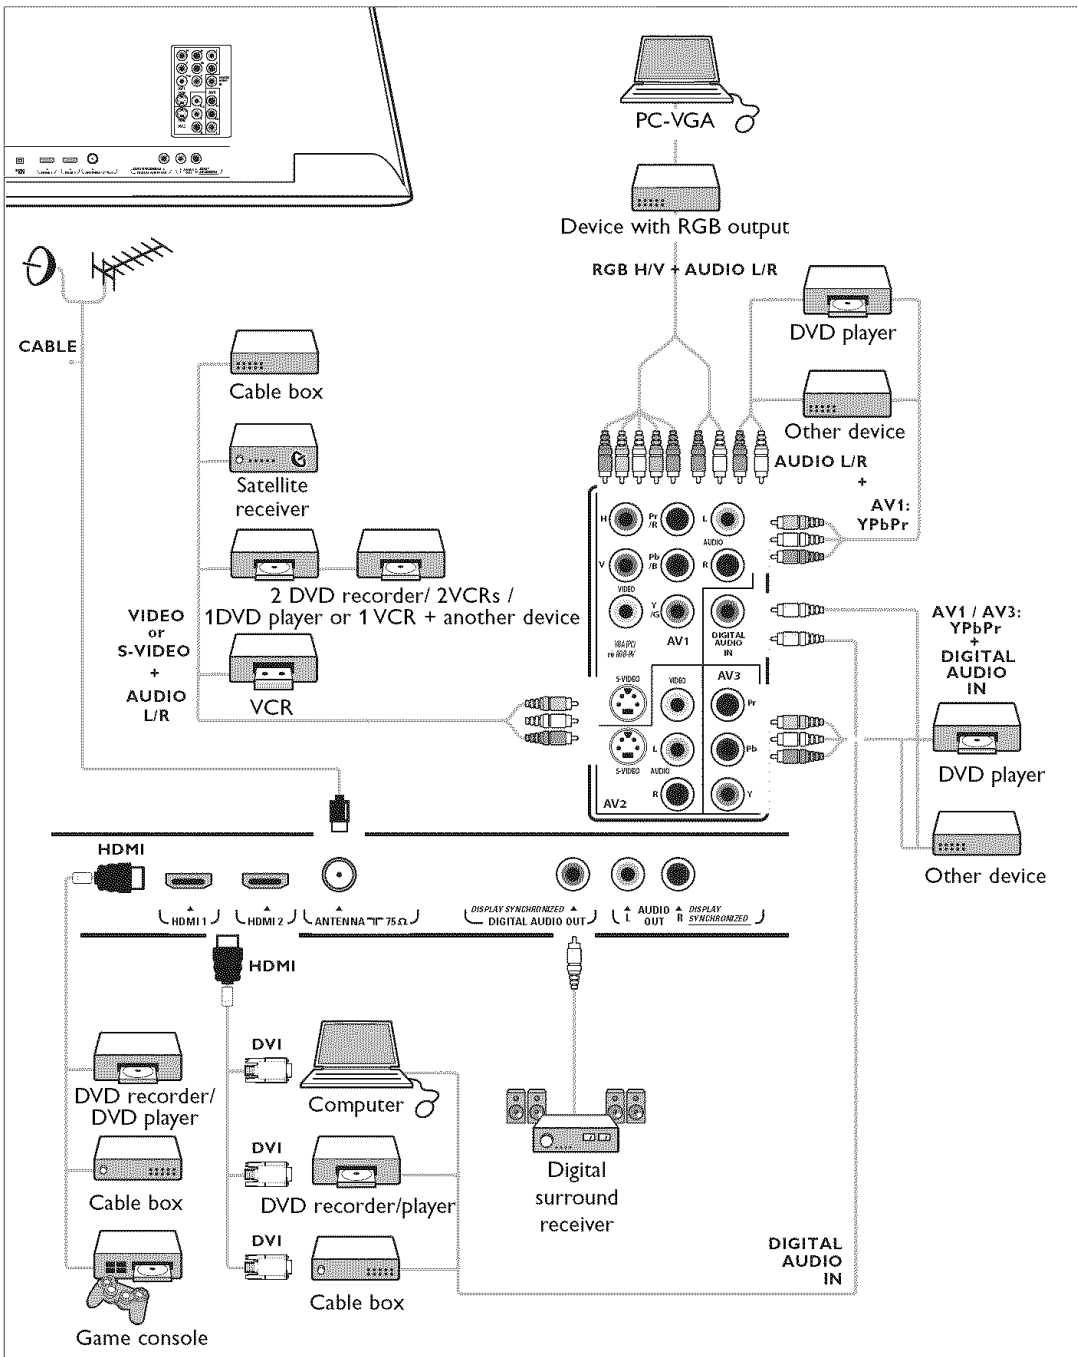 PC-VGA
Device with RGB output
RGB H/V + AUDIO L/R
DVD player
CABLE
Cable box
Other device
AUDIO L/R
+
AV1:
YPbPr
Satellite
receiver
2 DVD recorder/ 2VCRs /
1DVD player or 1 VCR + another device
VIDEO
or
S-VIDEO
+
AUDIO
L/R
VCR
H
Pr
/R
L
AUDIO
V
Pb
/B
R
VIDEO
Y
/G
AV1
DIGITAL
AUDIO
IN
AV1 / AV3:
YPbPr
+
DIGITAL
AUDIO
IN
S-VIDEO
VIDEO
AV3
Pr
L
Pb
S-VIDEO
AUDIO
R
Y
AV2
DVD player
Other device
HDMI
HDMI 1
HDMI 2
ANTENNA 75 Ω
DISPLAY SYNCHRONIZED
DIGITAL AUDIO OUT
L
AUDIO
OUT
R
DISPLAY
SYNCHRONIZED
HDMI
DVI
DVD recorder/
DVD player
Computer
DVI
Cable box
DVD recorder/player
Digital
surround
receiver
DVI
DIGITAL
AUDIO
IN
Cable box
Game console